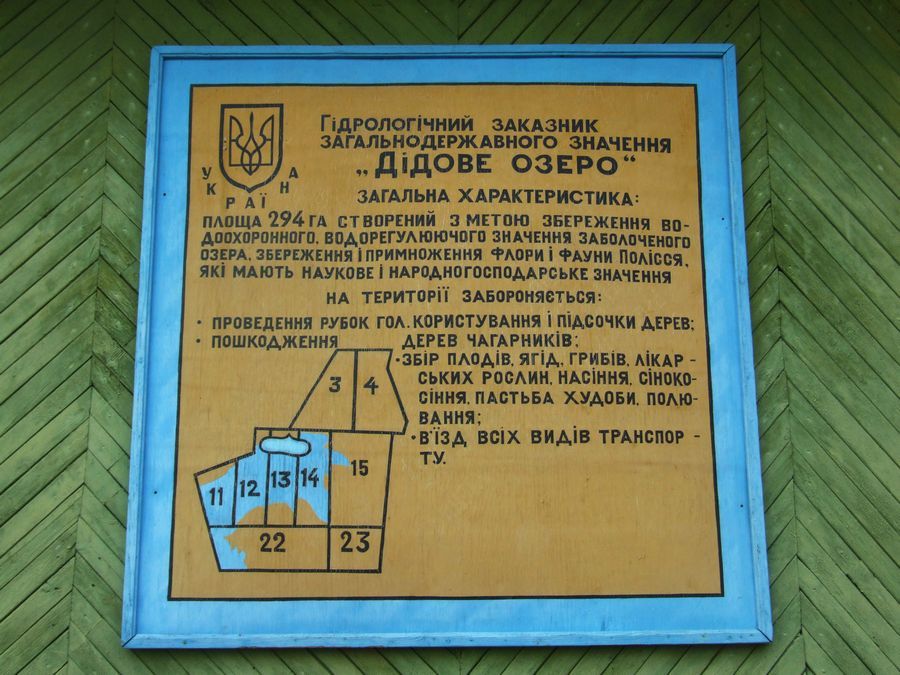 УКРАЇНА
Гідрологічний заказник
загальнодержавного значення
„Дідове озеро“
Загальна характеристика:
Площа 294 га створений з метою збереження во-
доохоронного, водорегулюючого значення заболоченого
озера, збереження і примноження флори і фауни Полісся,
які мають наукове і народногосподарське значення
На території забороняється:
• проведення рубок гол. користування і підсочки дерев;
• пошкодження дерев чагарників;
• збір плодів, ягід, грибів, лікар-
ських рослин, насіння, сіноко-
сіння, пастьба худоби, полю-
вання;
• в'їзд всіх видів транспор-
ту.
3 4
11 12 13 14 15
22 23